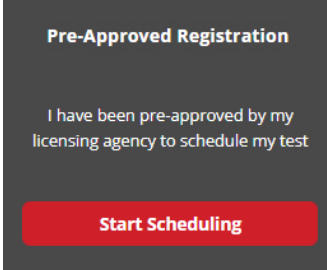 Pre-Approved Registration
I have been pre-approved by my
licensing agency to schedule my test
Start Scheduling